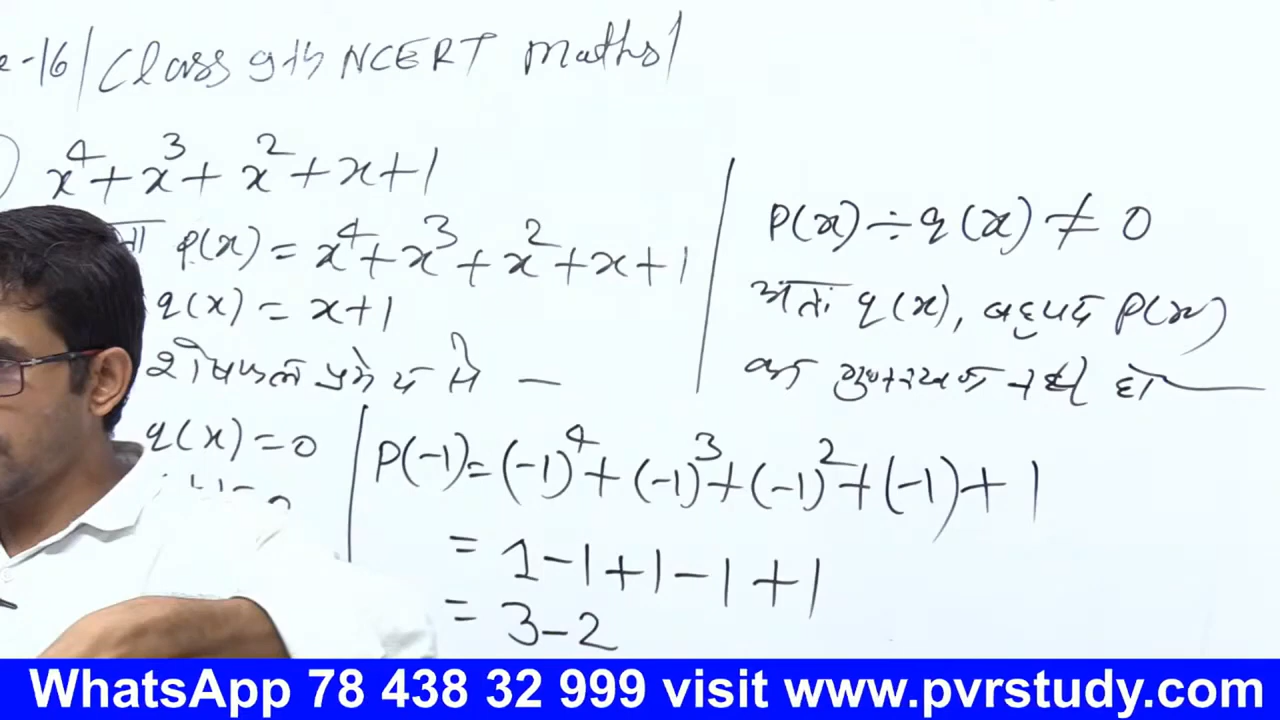 -16/Class 9th NCERT Maths/
x⁴+x³+x²+x+1
p(x)=x⁴+x³+x²+x+1
q(x)=x+1
शेषफल प्रमेय से —
q(x)=0
P(-1)=(-1)⁴+(-1)³+(-1)²+(-1)+1
=1-1+1-1+1
=3-2
P(x)÷q(x)≠0
अतः q(x), बहुपद P(x)
का गुणनखण्ड नहीं है
WhatsApp 78 438 32 999 visit www.pvrstudy.com